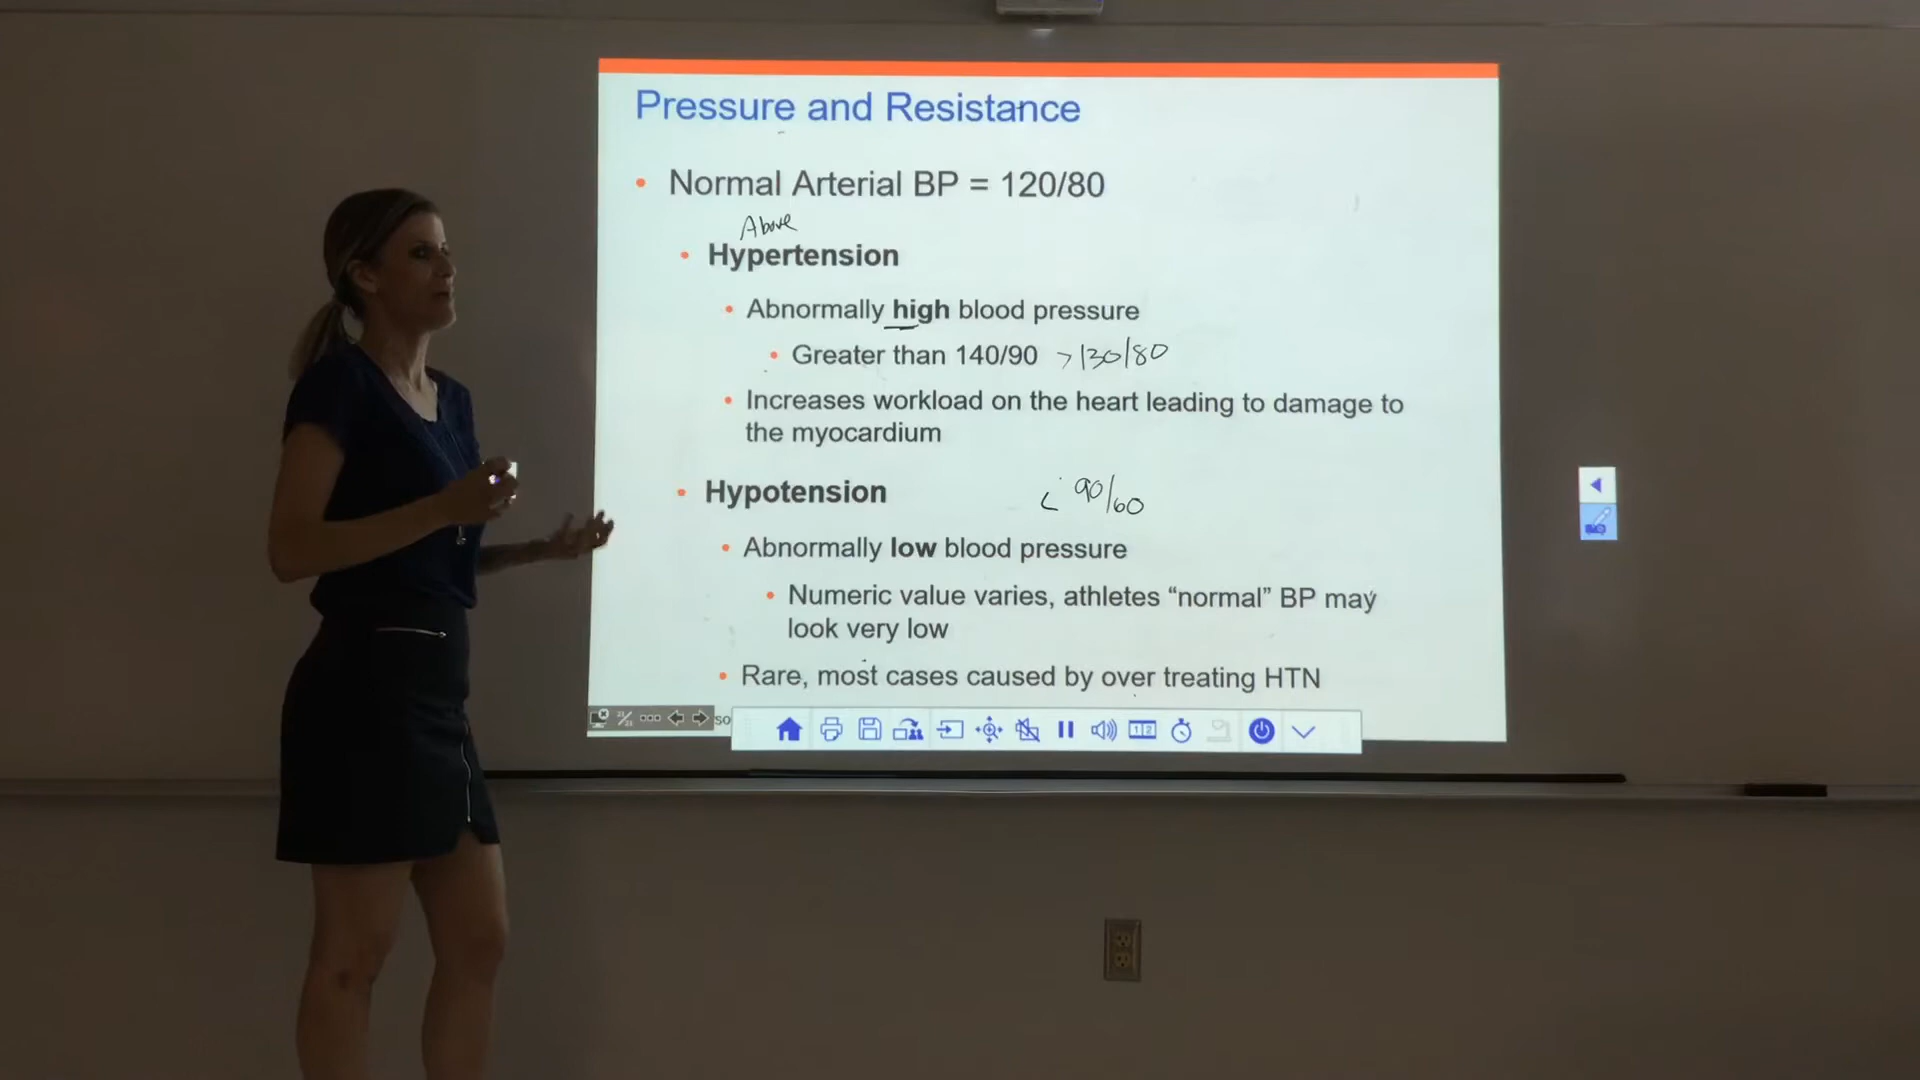 Pressure and Resistance
Normal Arterial BP = 120/80
Above
Hypertension
Abnormally high blood pressure
Greater than 140/90 >130/80
Increases workload on the heart leading to damage to
the myocardium
Hypotension < 90/60
Abnormally low blood pressure
Numeric value varies, athletes “normal” BP may
look very low
Rare, most cases caused by over treating HTN
so